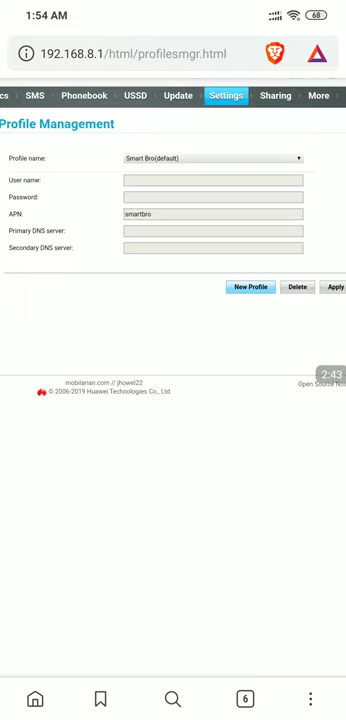 1:54 AM
68
192.168.8.1/html/profilesmgr.html
cs SMS Phonebook USSD Update Settings Sharing More
Profile Management
Profile name: Smart Bro(default)
User name:
Password:
APN: smartbro
Primary DNS server:
Secondary DNS server:
New Profile Delete Apply
2:43
mobilarian.com // jhowel22
Open Source No
© 2006-2019 Huawei Technologies Co., Ltd.
6